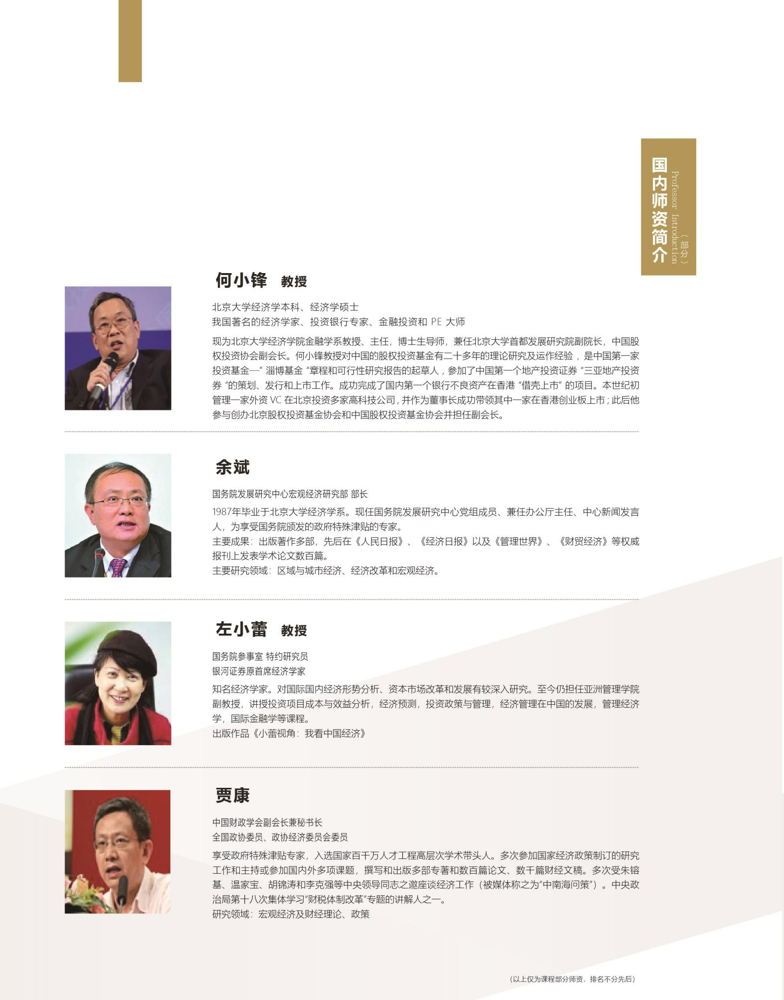 国内师资简介
Professor Introduction
（部分）
何小锋 教授
北京大学经济学本科、经济学硕士
我国著名的经济学家、投资银行专家、金融投资和 PE 大师
现为北京大学经济学院金融学系教授、主任，博士生导师，兼任北京大学首都发展研究院副院长，中国股
权投资协会副会长。何小锋教授对中国的股权投资基金有二十多年的理论研究及运作经验，是中国第一家
投资基金—”淄博基金“章程和可行性研究报告的起草人，参加了中国第一个地产投资证券“三亚地产投资
券“的策划、发行和上市工作。成功完成了国内第一个银行不良资产在香港“借壳上市”的项目。本世纪初
管理一家外资 VC 在北京投资多家高科技公司，并作为董事长成功带领其中一家在香港创业板上市；此后他
参与创办北京股权投资基金协会和中国股权投资基金协会并担任副会长。
余斌
国务院发展研究中心宏观经济研究部 部长
1987年毕业于北京大学经济学系。现任国务院发展研究中心党组成员、兼任办公厅主任、中心新闻发言
人，为享受国务院颁发的政府特殊津贴的专家。
主要成果：出版著作多部，先后在《人民日报》、《经济日报》以及《管理世界》、《财贸经济》等权威
报刊上发表学术论文数百篇。
主要研究领域：区域与城市经济、经济改革和宏观经济。
左小蕾 教授
国务院参事室 特约研究员
银河证券原首席经济学家
知名经济学家。对国际国内经济形势分析、资本市场改革和发展有较深入研究。至今仍担任亚洲管理学院
副教授，讲授投资项目成本与效益分析，经济预测，投资政策与管理，经济管理在中国的发展，管理经济
学，国际金融学等课程。
出版作品《小蕾视角：我看中国经济》
贾康
中国财政学会副会长兼秘书长
全国政协委员、政协经济委员会委员
享受政府特殊津贴专家，入选国家百千万人才工程高层次学术带头人。多次参加国家经济政策制订的研究
工作和主持或参加国内外多项课题，撰写和出版多部专著和数百篇论文、数千篇财经文稿。多次受朱镕
基、温家宝、胡锦涛和李克强等中央领导同志之邀座谈经济工作（被媒体称之为“中南海问策”）。中央政
治局第十八次集体学习“财税体制改革”专题的讲解人之一。
研究领域：宏观经济及财经理论、政策
（以上仅为课程部分师资，排名不分先后）